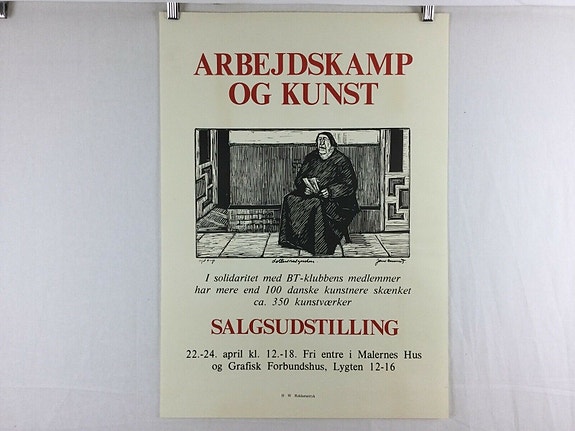 ARBEJDSKAMP
OG KUNST
I solidaritet med BT-klubbens medlemmer
har mere end 100 danske kunstnere skænket
ca. 350 kunstværker
SALGSUDSTILLING
22.-24. april kl. 12.-18. Fri entre i Malernes Hus
og Grafisk Forbundshus, Lygten 12-16